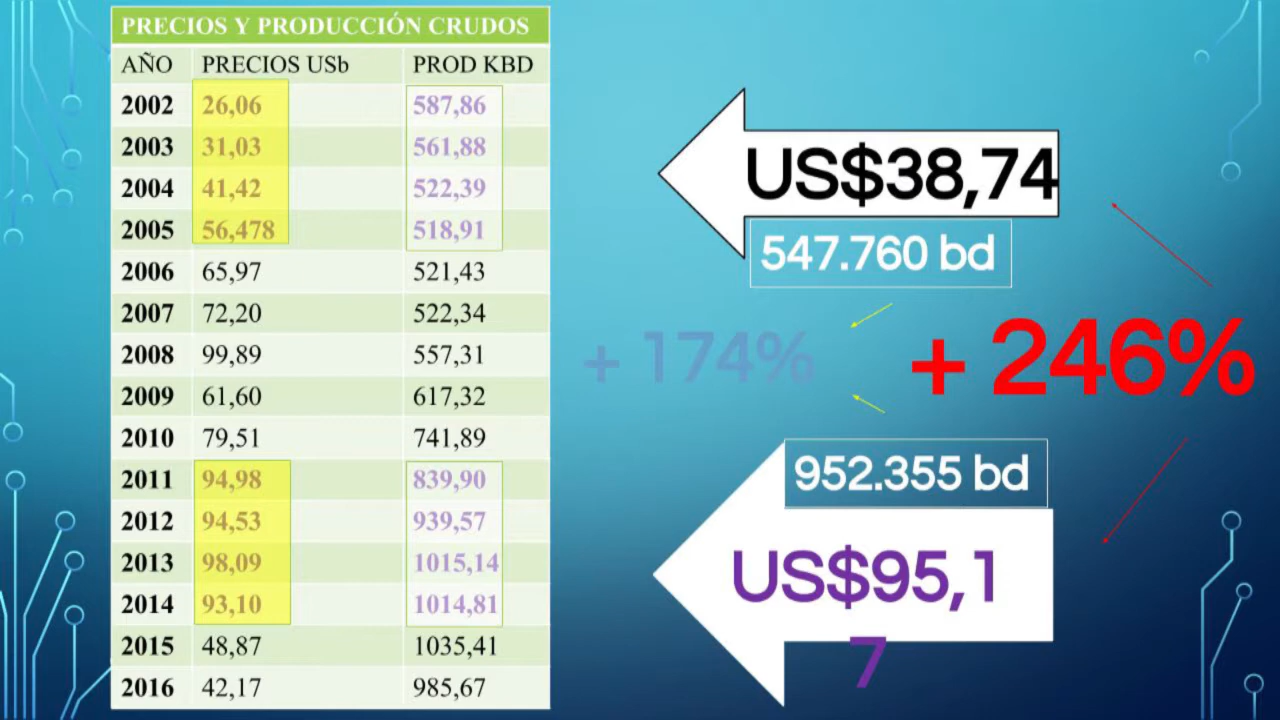 PRECIOS Y PRODUCCIÓN CRUDOS
AÑO PRECIOS USb PROD KBD
2002 26,06 587,86
2003 31,03 561,88
2004 41,42 522,39
2005 56,478 518,91
2006 65,97 521,43
2007 72,20 522,34
2008 99,89 557,31
2009 61,60 617,32
2010 79,51 741,89
2011 94,98 839,90
2012 94,53 939,57
2013 98,09 1015,14
2014 93,10 1014,81
2015 48,87 1035,41
2016 42,17 985,67
US$38,74
547.760 bd
+ 174%
+ 246%
952.355 bd
US$95,1
7